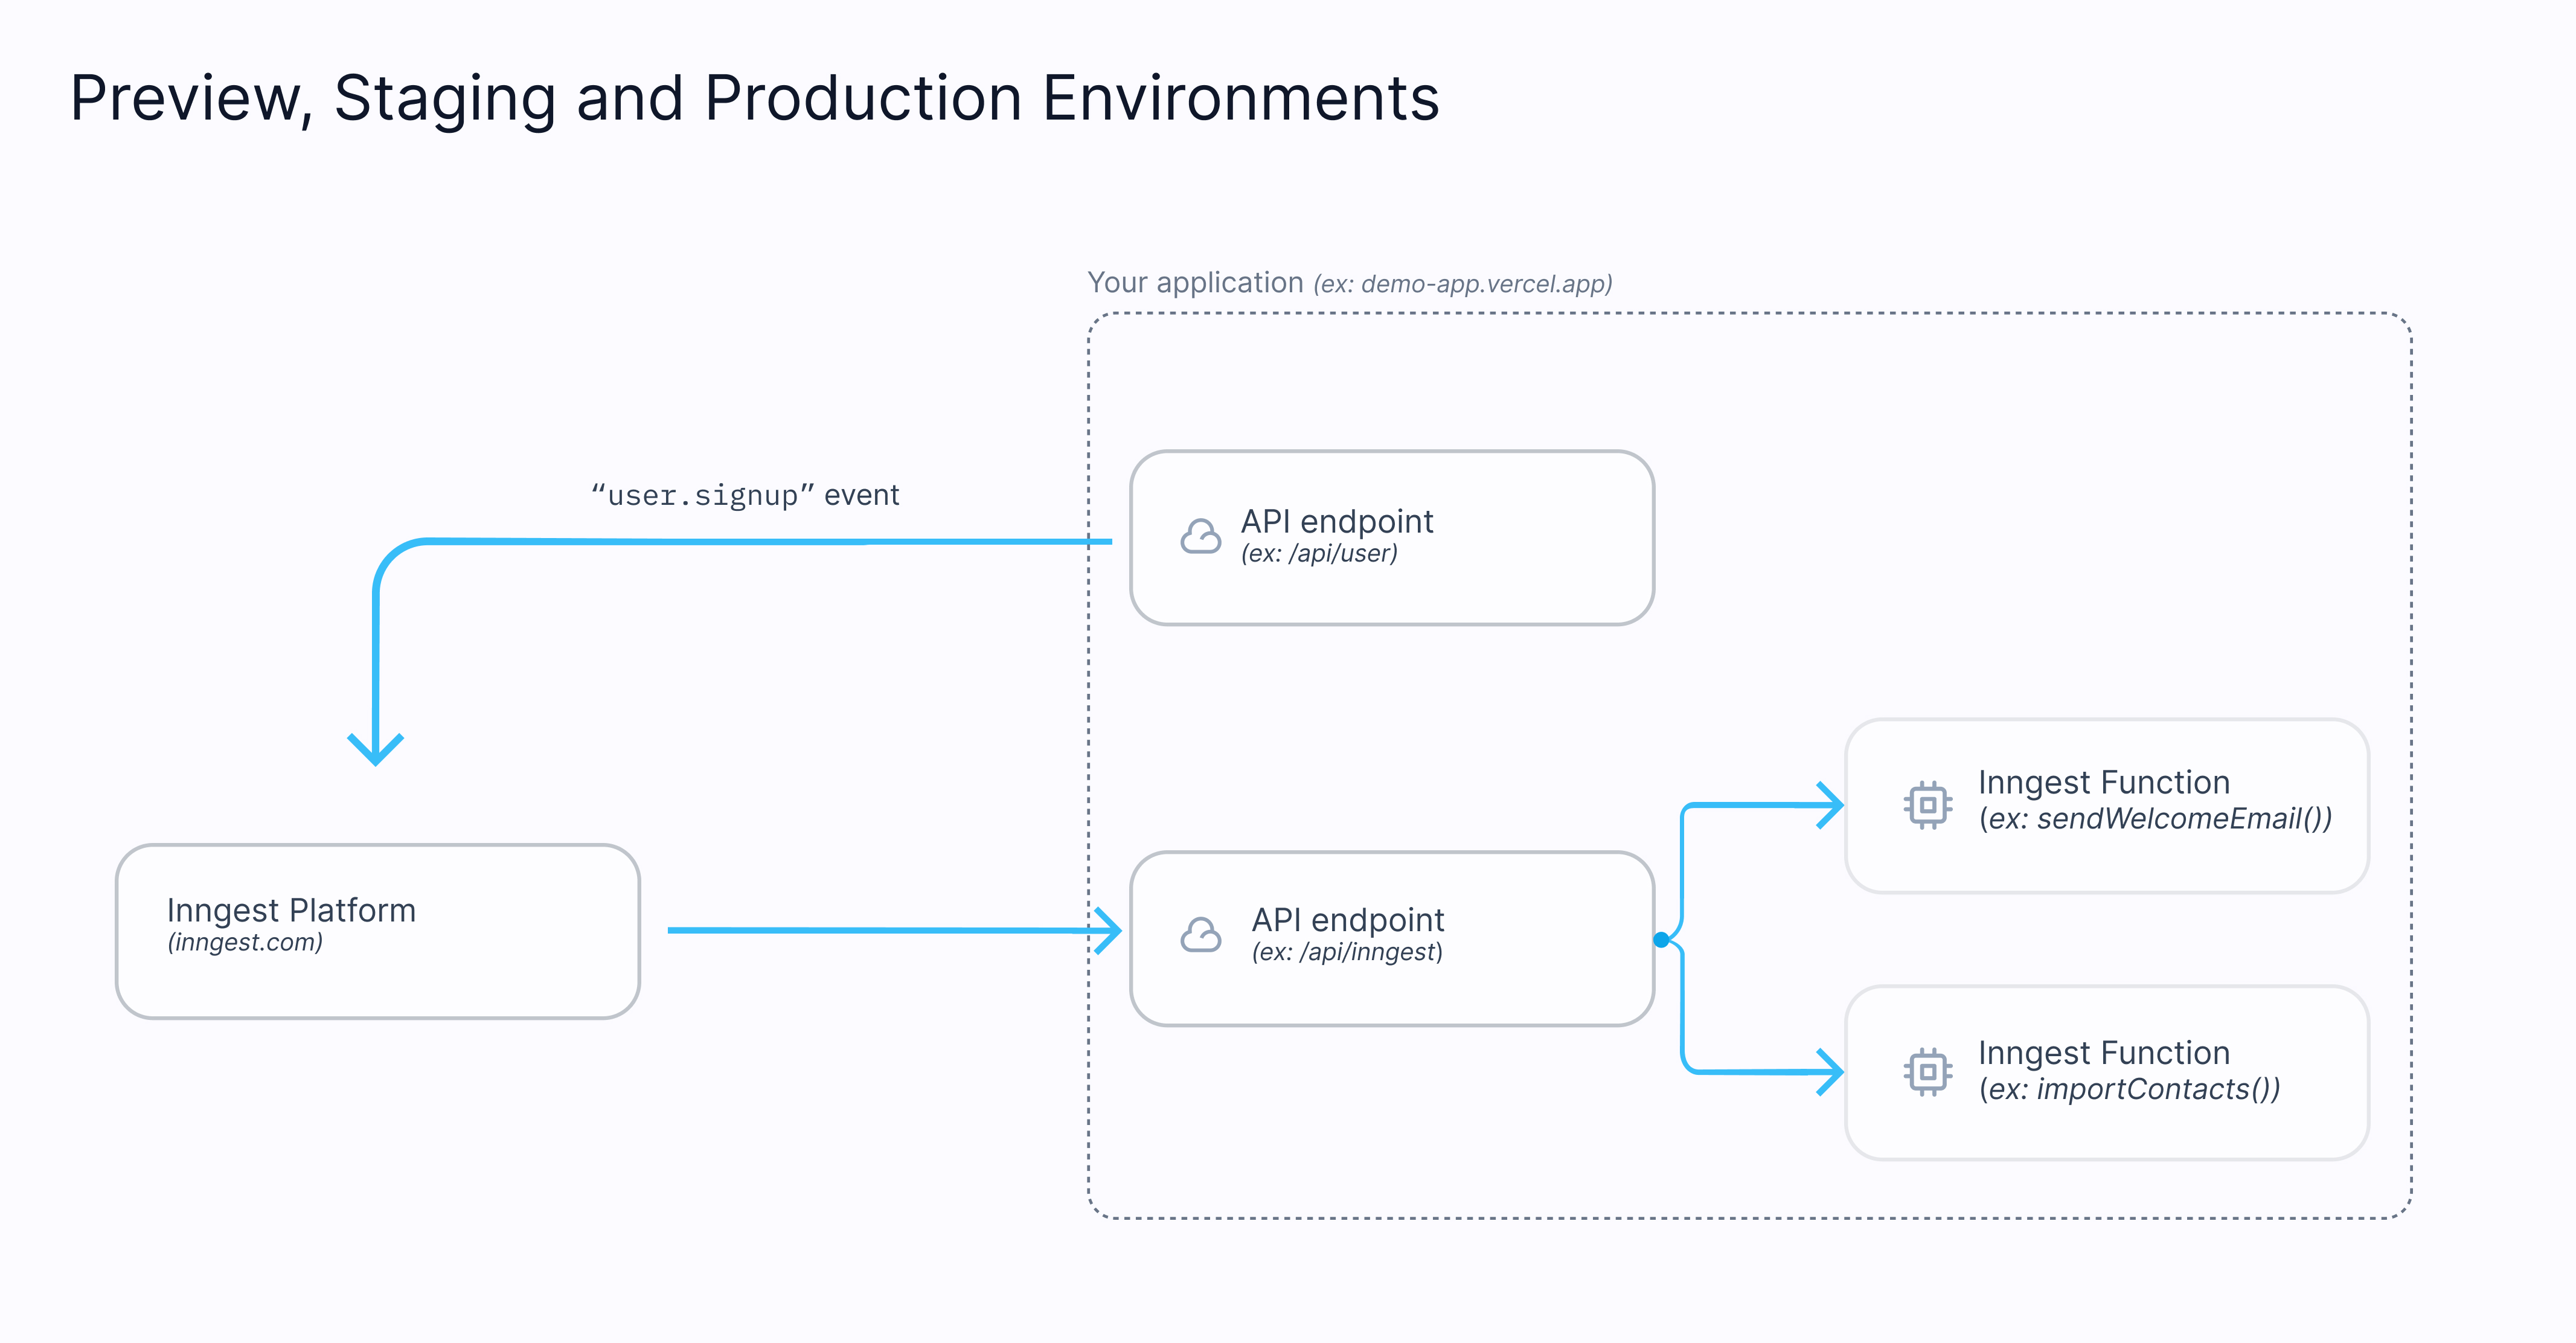 Preview, Staging and Production Environments
Your application (ex: demo-app.vercel.app)
“user.signup” event
API endpoint
(ex: /api/user)
Inngest Platform
(inngest.com)
API endpoint
(ex: /api/inngest)
Inngest Function
(ex: sendWelcomeEmail())
Inngest Function
(ex: importContacts())